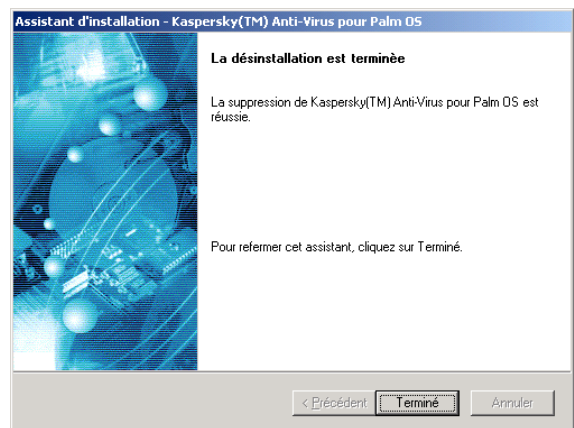 Assistant d'installation - Kaspersky(TM) Anti-Virus pour Palm OS
La désinstallation est terminèe
La suppression de Kaspersky(TM) Anti-Virus pour Palm OS est
réussie.
Pour refermer cet assistant, cliquez sur Terminé.
< Précédent
Terminé
Annuler